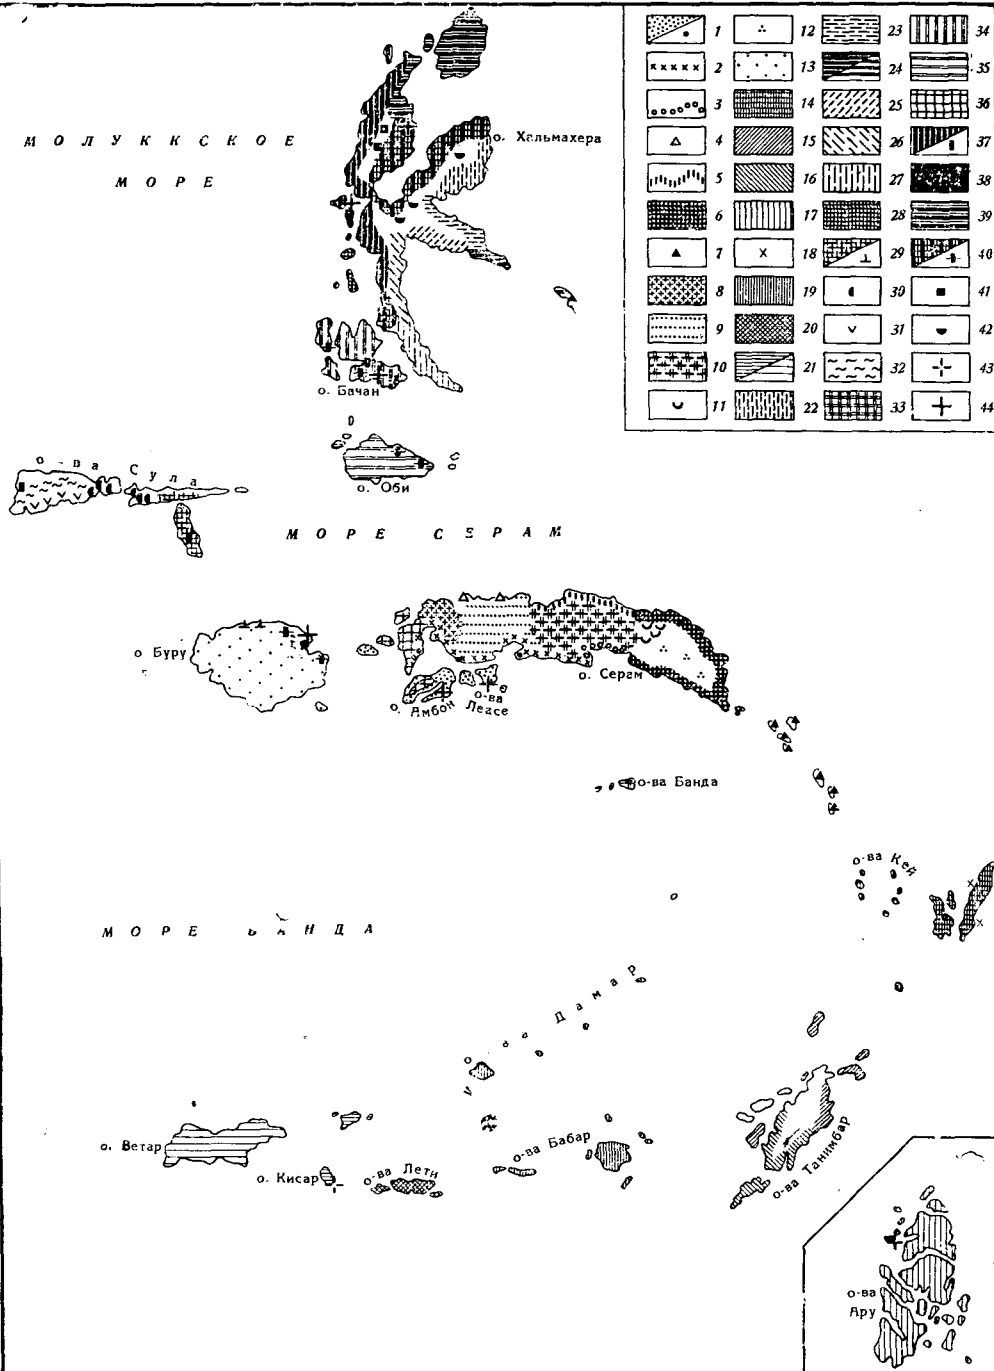 1 12 23 34
2 13 24 35
3 14 25 36
4 15 26 37
5 16 27 38
6 17 28 39
7 18 29 40
8 19 30 41
9 20 31 42
10 21 32 43
11 22 33 44
МОЛУККСКОЕ
МОРЕ
о. Хальмахера
о. Бачан
о-ва Сула
о. Оби
МОРЕ СЕРАМ
о Буру
о. Серам
о. Амбон
о-ва Леасе
о-ва Банда
о-ва Кей
МОРЕ БАНДА
о-ва Дамар
о. Ветар
о. Кисар
о-ва Лети
о-ва Бабар
о-ва Танимбар
о-ва
Ару